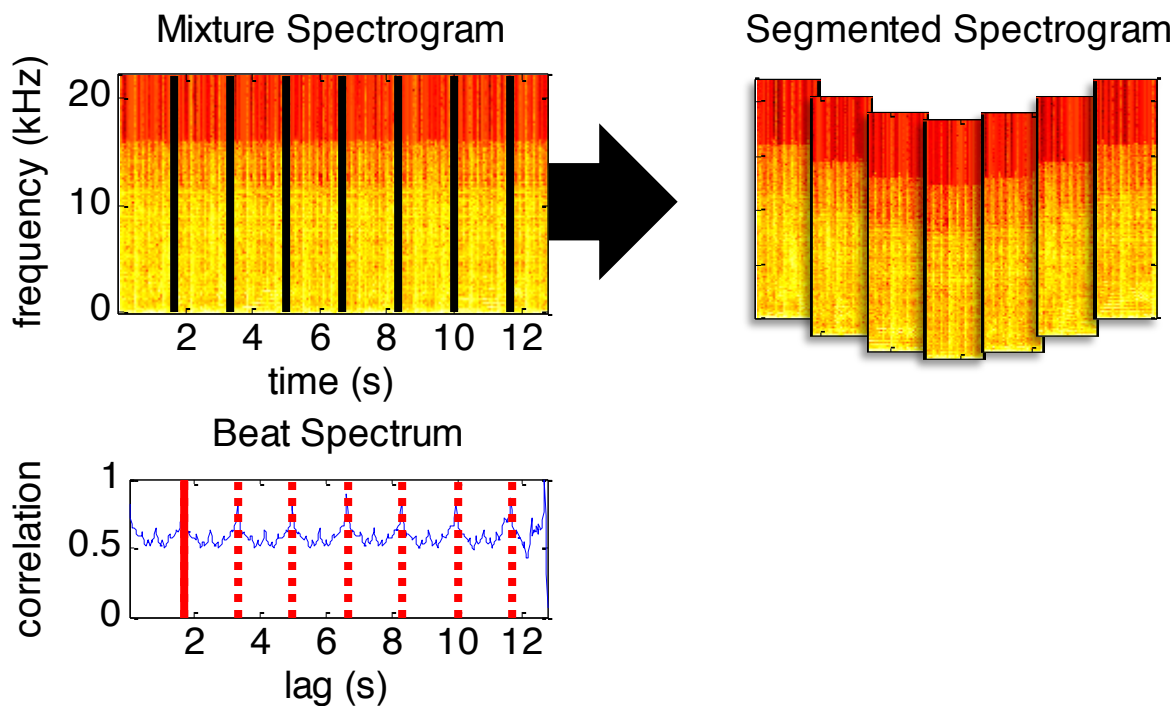 Mixture Spectrogram
Segmented Spectrogram
frequency (kHz)
20
10
0
2 4 6 8 10 12
time (s)
Beat Spectrum
correlation
1
0.5
0
2 4 6 8 10 12
lag (s)